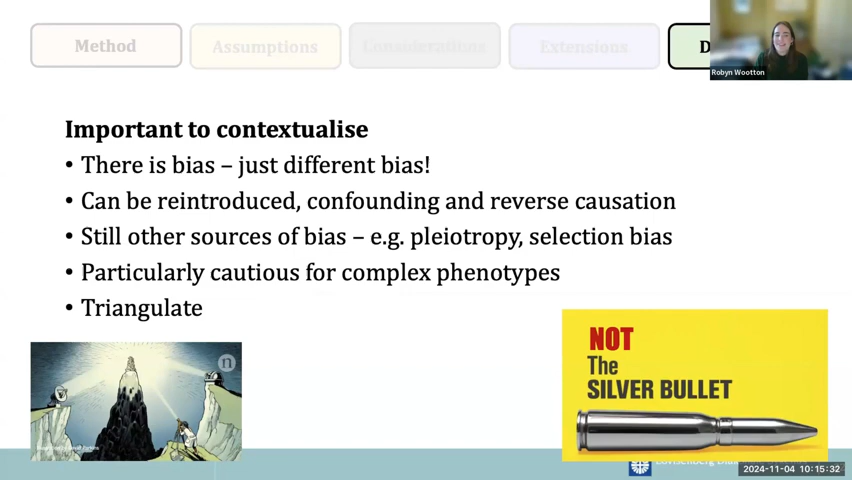 Method
Assumptions
Considerations
Extensions
D
Robyn Wootton
Important to contextualise
• There is bias – just different bias!
• Can be reintroduced, confounding and reverse causation
• Still other sources of bias – e.g. pleiotropy, selection bias
• Particularly cautious for complex phenotypes
• Triangulate
n
NOT
The
SILVER BULLET
2024-11-04 10:15:32